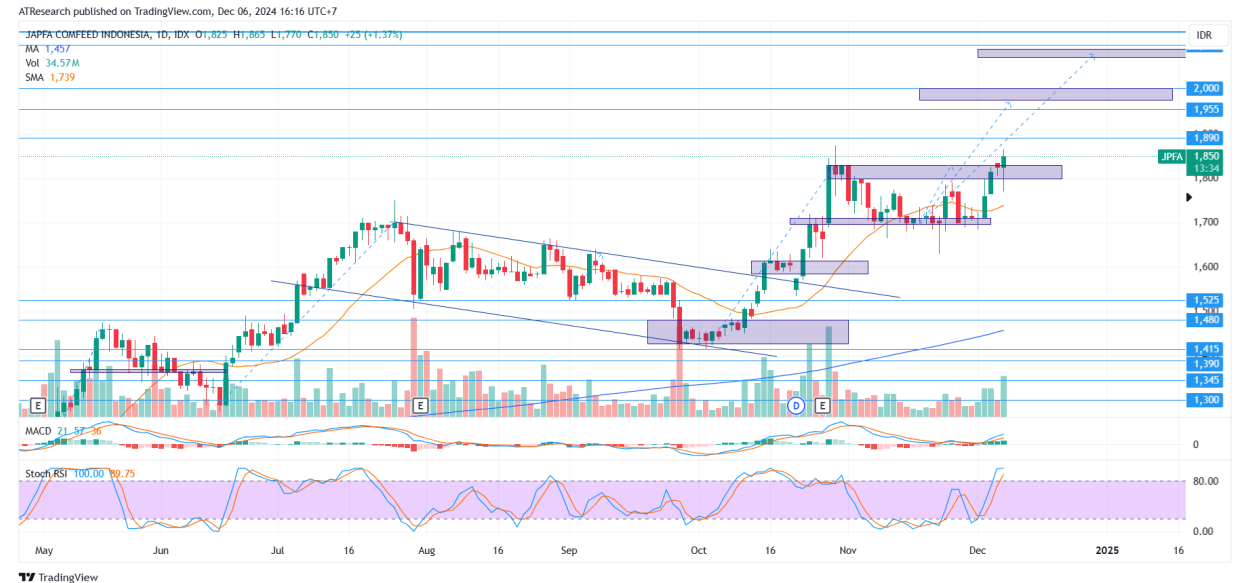 ATResearch published on TradingView.com, Dec 06, 2024 16:16 UTC+7
JAPFA COMFEED INDONESIA, 1D, IDX O1,825 H1,865 L1,770 C1,850 +25 (+1.37%)
IDR
MA 1,457
Vol 34.57M
SMA 1,739
2,000
1,955
1,890
JPFA 1,850
13:34
1,800
1,700
1,600
1,525
1,500
1,480
1,415
1,390
1,345
1,300
E E D E
MACD 21 57 36
0
Stoch RSI 100.00 89.75
80.00
0.00
May Jun Jul 16 Aug 16 Sep Oct 16 Nov Dec 2025 16
TradingView